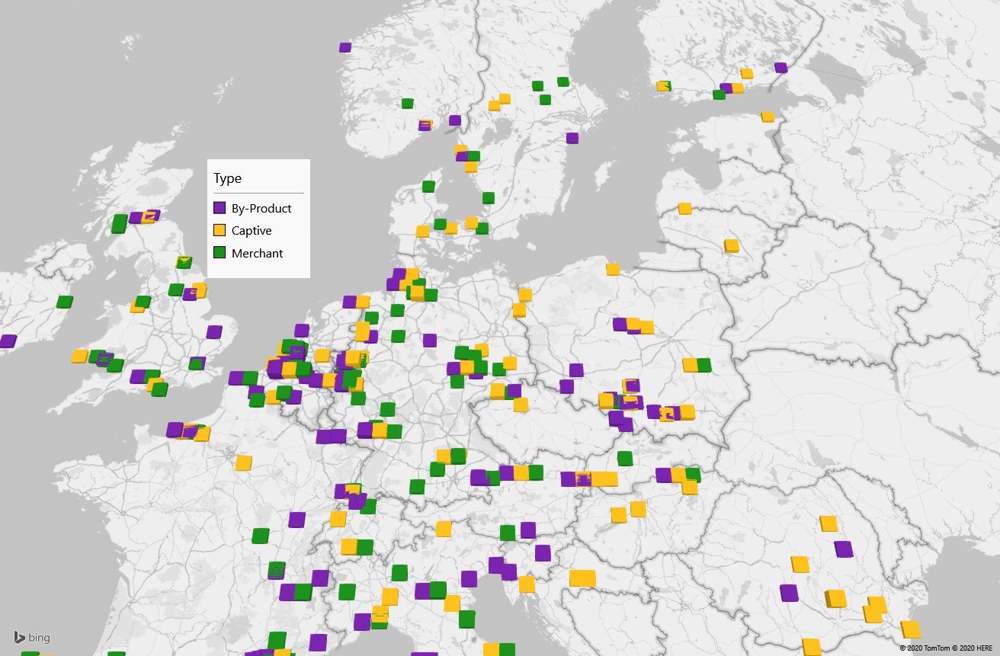 Type
By-Product
Captive
Merchant
bing
© 2020 TomTom © 2020 HERE